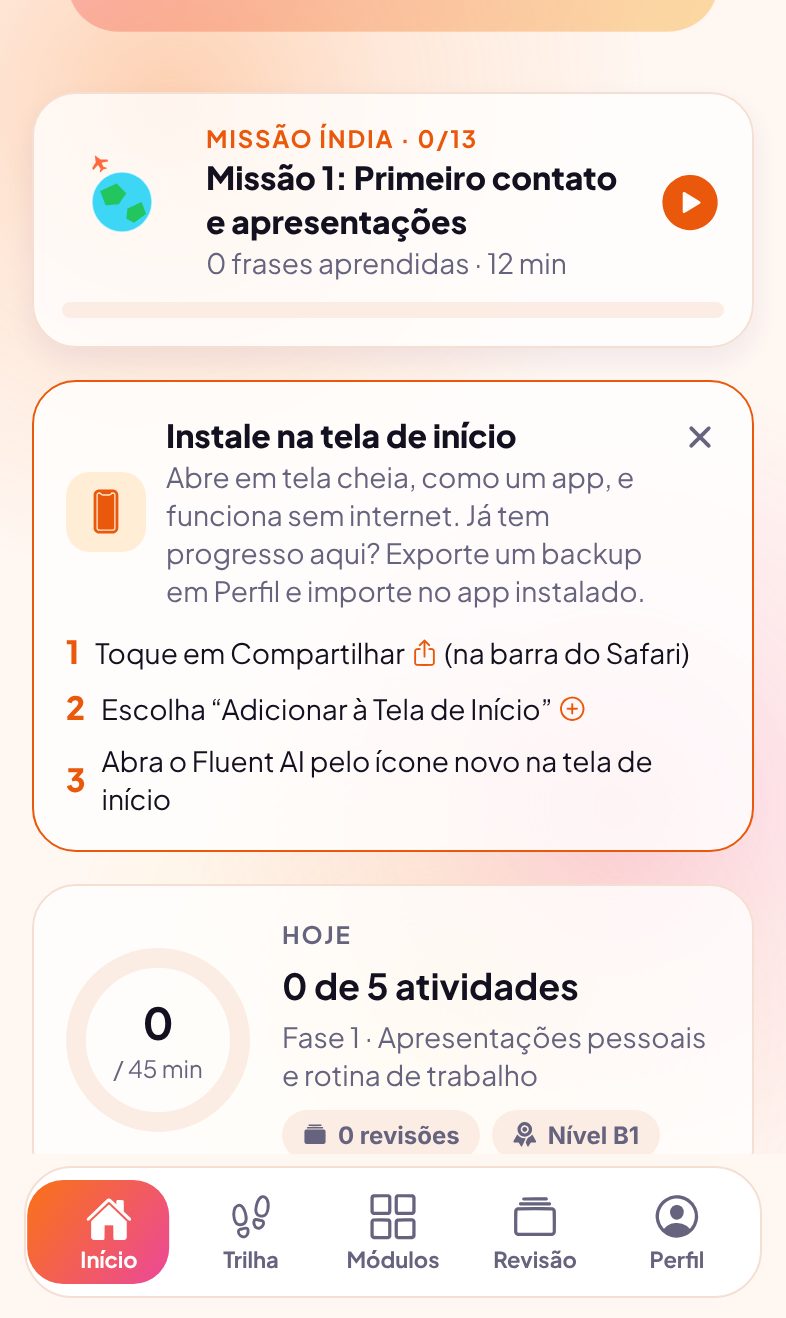 MISSÃO ÍNDIA · 0/13
Missão 1: Primeiro contato
e apresentações
0 frases aprendidas · 12 min
Instale na tela de início
Abre em tela cheia, como um app, e
funciona sem internet. Já tem
progresso aqui? Exporte um backup
em Perfil e importe no app instalado.
1 Toque em Compartilhar (na barra do Safari)
2 Escolha “Adicionar à Tela de Início”
3 Abra o Fluent AI pelo ícone novo na tela de
início
HOJE
0 de 5 atividades
0
/ 45 min
Fase 1 · Apresentações pessoais
e rotina de trabalho
0 revisões
Nível B1
Início
Trilha
Módulos
Revisão
Perfil